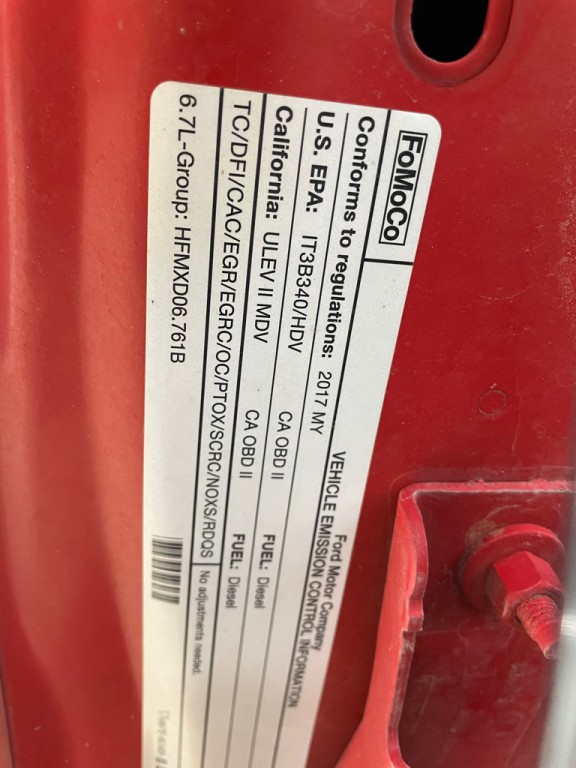 FoMoCo
Ford Motor Company
VEHICLE EMISSION CONTROL INFORMATION
Conforms to regulations: 2017 MY
U.S. EPA: IT3B340/HDV CA OBD II FUEL: Diesel
California: ULEV II MDV CA OBD II FUEL: Diesel
TC/DFI/CAC/EGR/EGRC/OC/PTOX/SCRC/NOXS/RDQS No adjustments needed.
6.7L-Group: HFMXD06.761B